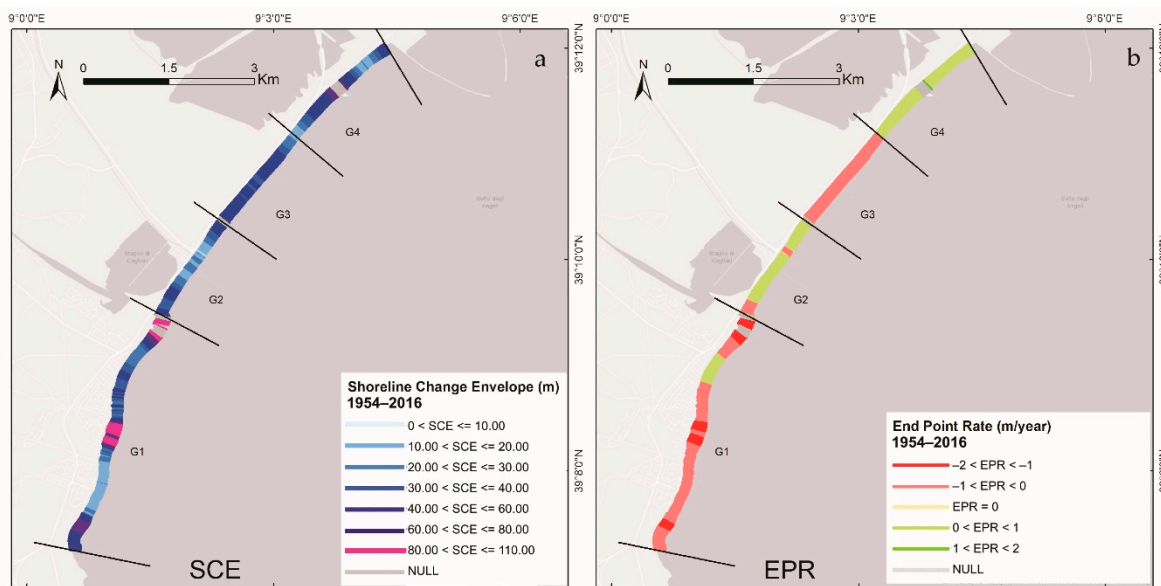 9°0'0"E
9°3'0"E
9°6'0"E
N
0 1.5 3
Km
a
39°12'0"N
G4
G3
39°10'0"N
G2
Shoreline Change Envelope (m)
1954–2016
0 < SCE <= 10.00
10.00 < SCE <= 20.00
20.00 < SCE <= 30.00
30.00 < SCE <= 40.00
40.00 < SCE <= 60.00
60.00 < SCE <= 80.00
80.00 < SCE <= 110.00
NULL
G1
39°8'0"N
SCE
9°0'0"E
9°3'0"E
9°6'0"E
N
0 1.5 3
Km
b
G4
G3
G2
End Point Rate (m/year)
1954–2016
–2 < EPR < –1
–1 < EPR < 0
EPR = 0
0 < EPR < 1
1 < EPR < 2
NULL
G1
EPR